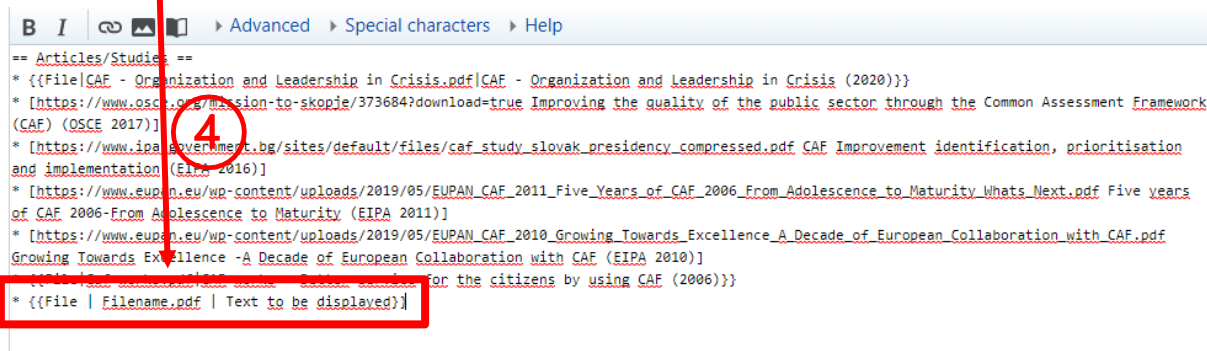 B I Advanced Special characters Help
== Articles/Studies ==
* {{File|CAF - Organization and Leadership in Crisis.pdf|CAF - Organization and Leadership in Crisis (2020)}}
* [https://www.osce.org/mission-to-skopje/373684?download=true Improving the quality of the public sector through the Common Assessment Framework
(CAF) (OSCE 2017)]
4
* [https://www.ipa.government.bg/sites/default/files/caf_study_slovak_presidency_compressed.pdf CAF Improvement identification, prioritisation
and implementation (EIPA 2016)]
* [https://www.eupan.eu/wp-content/uploads/2019/05/EUPAN_CAF_2011_Five_Years_of_CAF_2006_From_Adolescence_to_Maturity_Whats_Next.pdf Five years
of CAF 2006-From Adolescence to Maturity (EIPA 2011)]
* [https://www.eupan.eu/wp-content/uploads/2019/05/EUPAN_CAF_2010_Growing_Towards_Excellence_A_Decade_of_European_Collaboration_with_CAF.pdf
Growing Towards Excellence -A Decade of European Collaboration with CAF (EIPA 2010)]
for the citizens by using CAF (2006)}}
* {{File | Filename.pdf | Text to be displayed}}